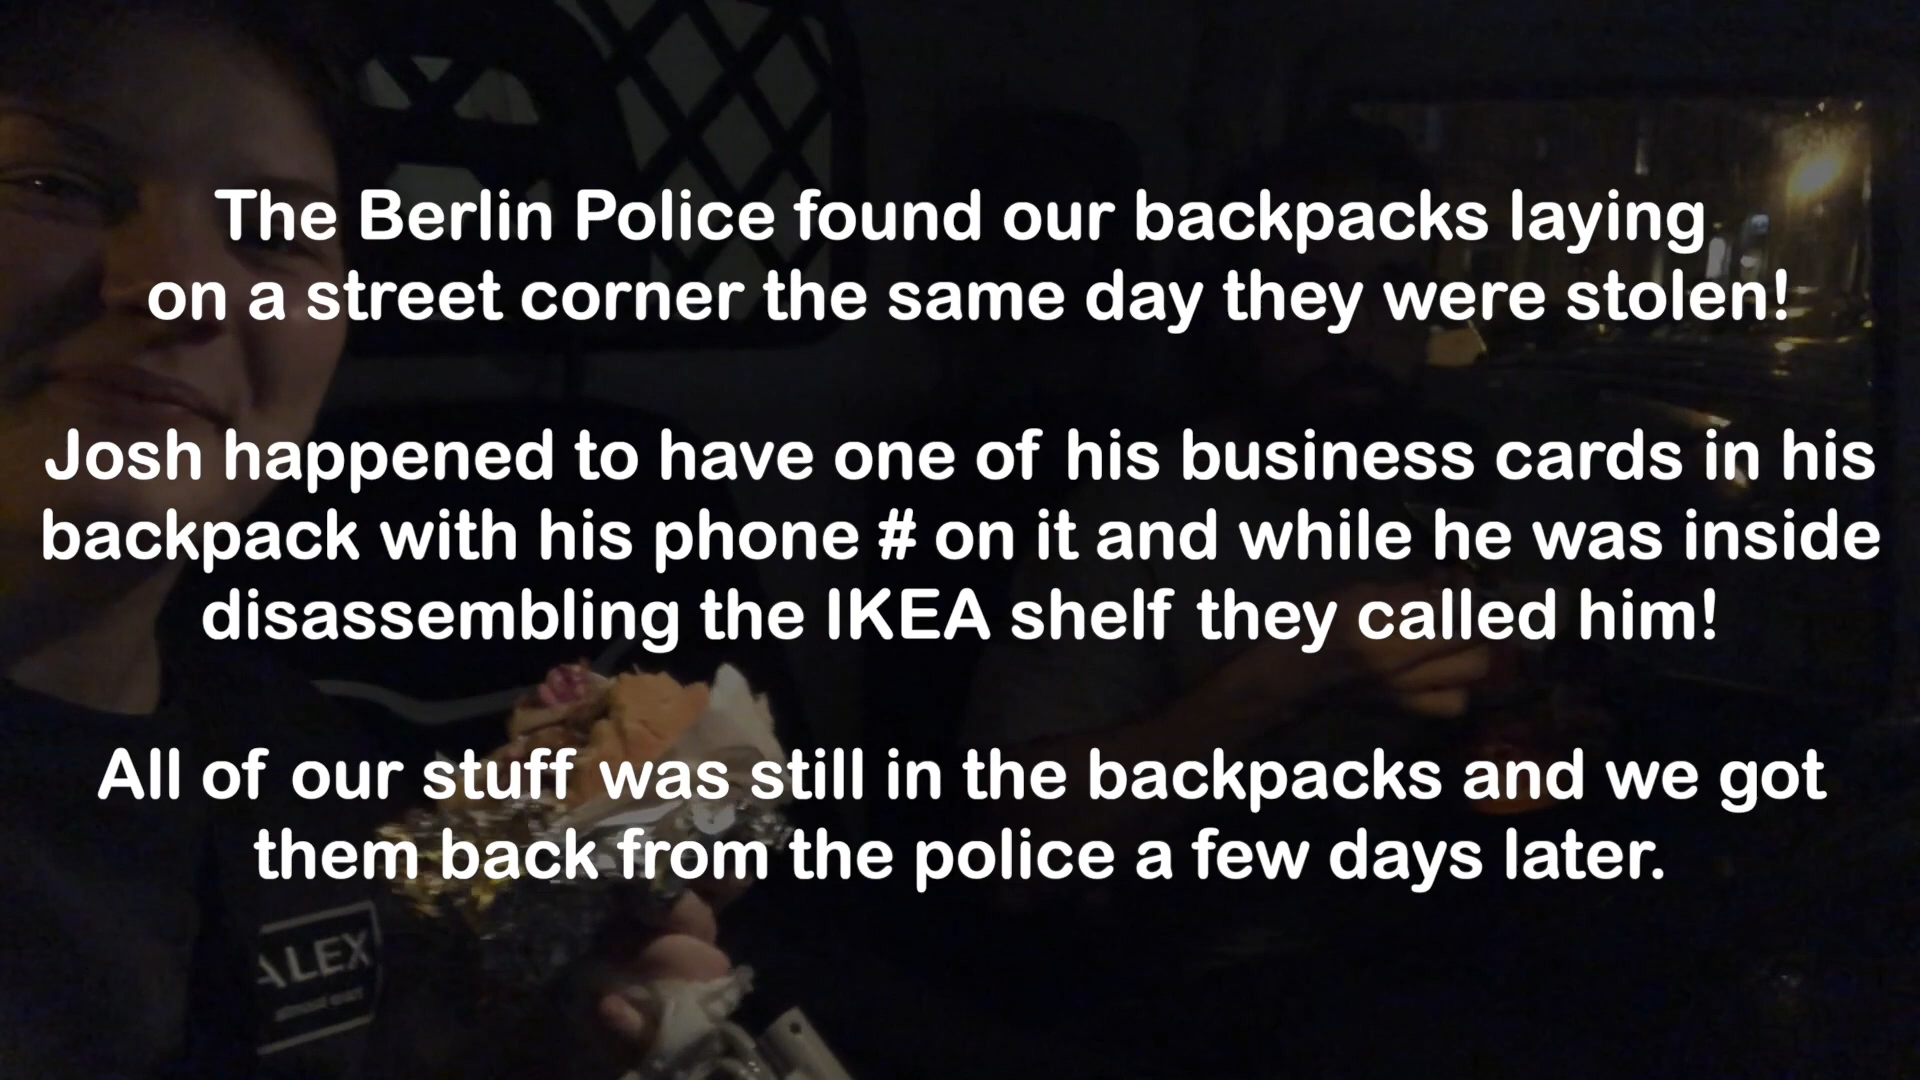 The Berlin Police found our backpacks laying
on a street corner the same day they were stolen!
Josh happened to have one of his business cards in his
backpack with his phone # on it and while he was inside
disassembling the IKEA shelf they called him!
All of our stuff was still in the backpacks and we got
them back from the police a few days later.
ALEX